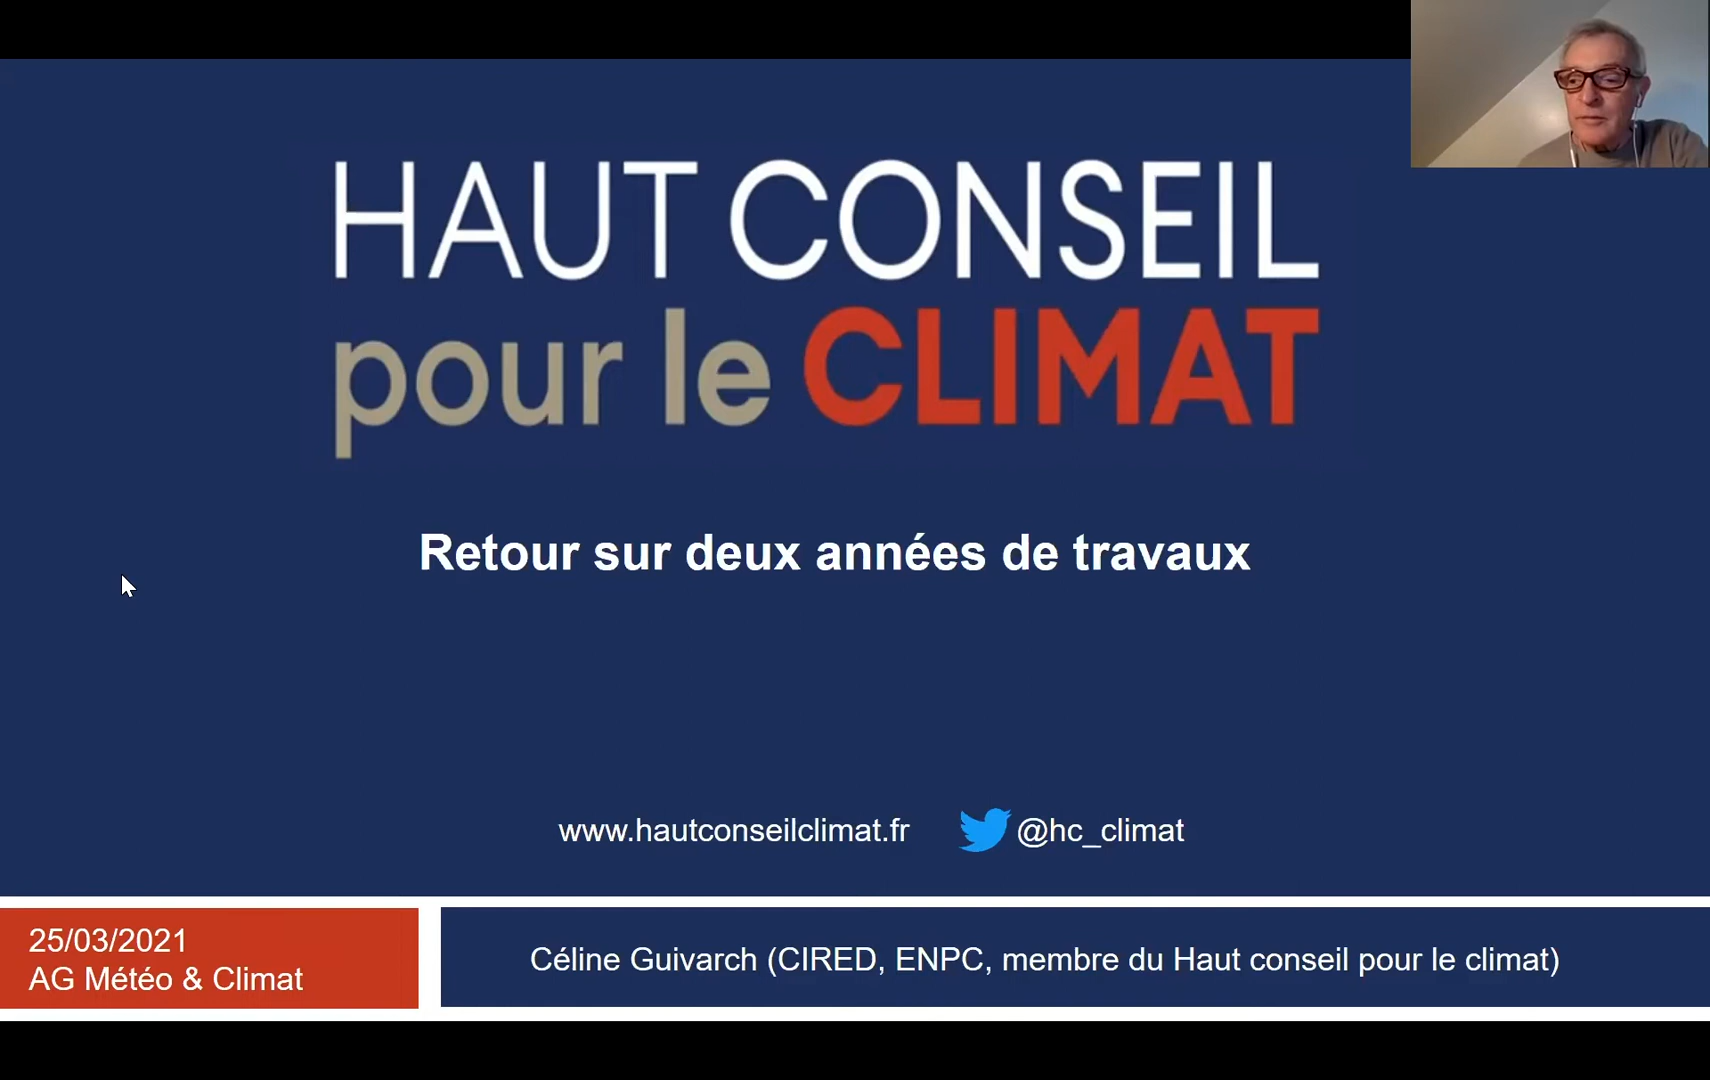 HAUT CONSEIL
pour le CLIMAT
Retour sur deux années de travaux
www.hautconseilclimat.fr @hc_climat
25/03/2021
AG Météo & Climat
Céline Guivarch (CIRED, ENPC, membre du Haut conseil pour le climat)